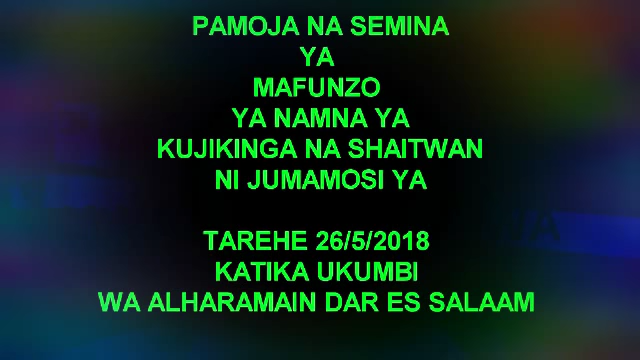 PAMOJA NA SEMINA
YA
MAFUNZO
YA NAMNA YA
KUJIKINGA NA SHAITWAN
NI JUMAMOSI YA
TAREHE 26/5/2018
KATIKA UKUMBI
WA ALHARAMAIN DAR ES SALAAM